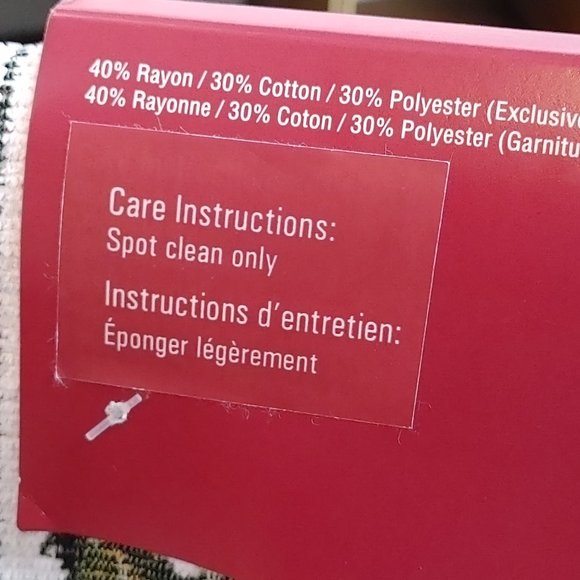 40% Rayon / 30% Cotton / 30% Polyester (Exclusive
40% Rayonne / 30% Coton / 30% Polyester (Garnitu
Care Instructions:
Spot clean only
Instructions d'entretien:
Éponger légèrement